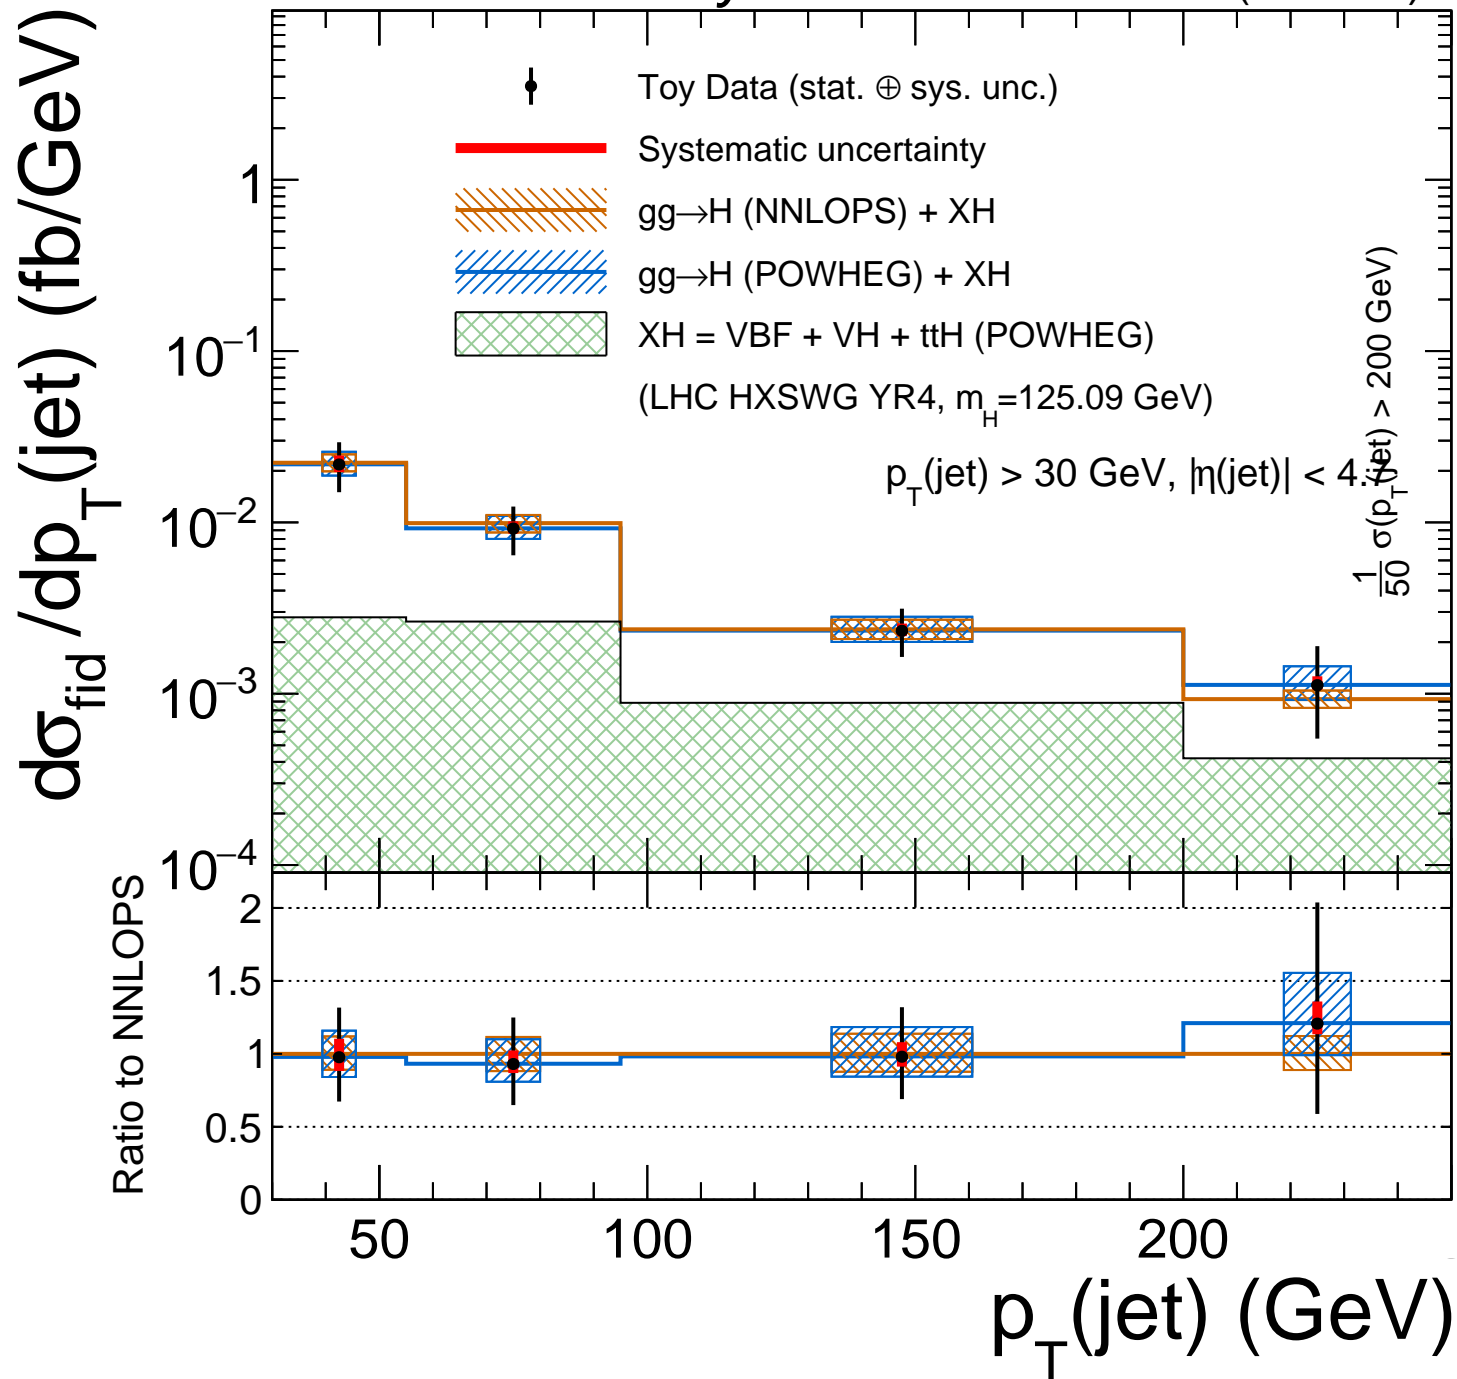 Toy Data (stat. ⊕ sys. unc.)
Systematic uncertainty
gg→H (NNLOPS) + XH
gg→H (POWHEG) + XH
XH = VBF + VH + ttH (POWHEG)
(LHC HXSWG YR4, m_H=125.09 GeV)
p_T(jet) > 30 GeV, |η(jet)| < 4.7
1/50 σ(p_T(jet) > 200 GeV)
dσ_fid/dp_T(jet) (fb/GeV)
1
10^−1
10^−2
10^−3
10^−4
Ratio to NNLOPS
2
1.5
1
0.5
0
50 100 150 200
p_T(jet) (GeV)